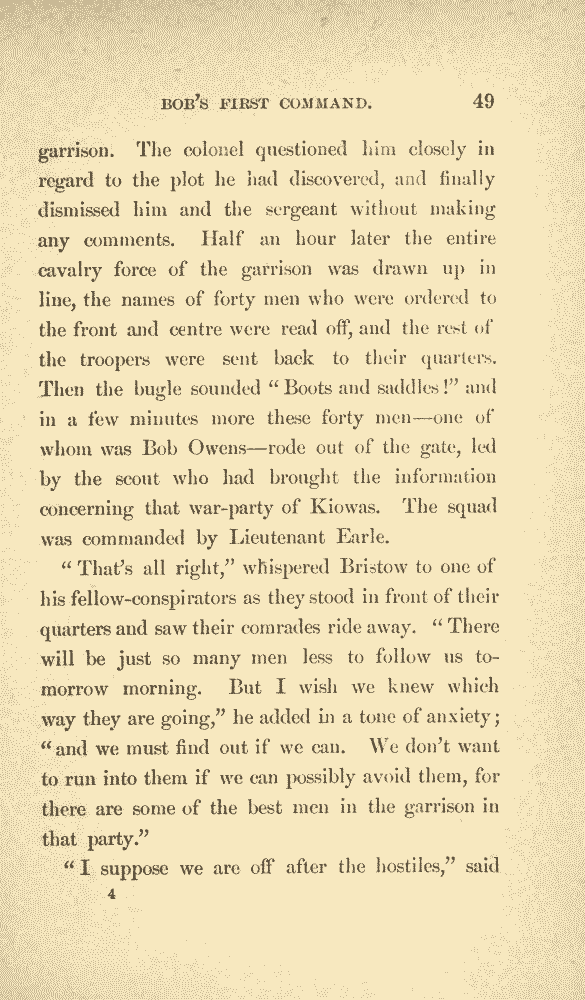 BOB'S FIRST COMMAND. 49
garrison. The colonel questioned him closely in
regard to the plot he had discovered, and finally
dismissed him and the sergeant without making
any comments. Half an hour later the entire
cavalry force of the garrison was drawn up in
line, the names of forty men who were ordered to
the front and centre were read off, and the rest of
the troopers were sent back to their quarters.
Then the bugle sounded “Boots and saddles!” and
in a few minutes more these forty men—one of
whom was Bob Owens—rode out of the gate, led
by the scout who had brought the information
concerning that war-party of Kiowas. The squad
was commanded by Lieutenant Earle.
“That's all right,” whispered Bristow to one of
his fellow-conspirators as they stood in front of their
quarters and saw their comrades ride away. “There
will be just so many men less to follow us to-
morrow morning. But I wish we knew which
way they are going,” he added in a tone of anxiety;
“and we must find out if we can. We don't want
to run into them if we can possibly avoid them, for
there are some of the best men in the garrison in
that party.”
“I suppose we are off after the hostiles,” said
4